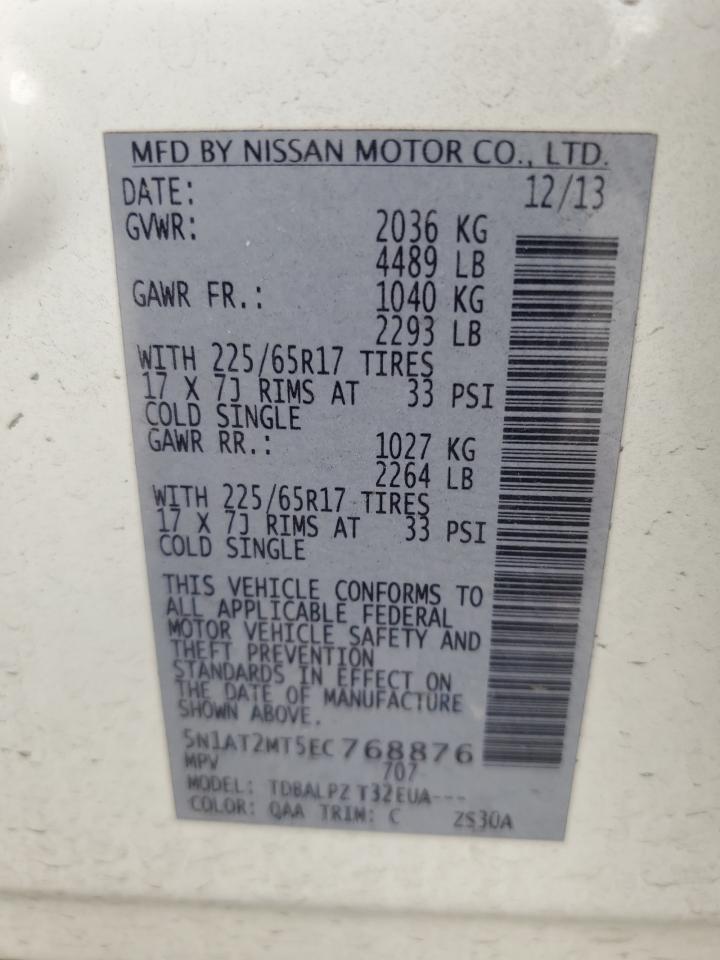 MFD BY NISSAN MOTOR CO., LTD.
DATE: 12/13
GVWR: 2036 KG
4489 LB
GAWR FR.: 1040 KG
2293 LB
WITH 225/65R17 TIRES
17 X 7J RIMS AT 33 PSI
COLD SINGLE
GAWR RR.: 1027 KG
2264 LB
WITH 225/65R17 TIRES
17 X 7J RIMS AT 33 PSI
COLD SINGLE
THIS VEHICLE CONFORMS TO
ALL APPLICABLE FEDERAL
MOTOR VEHICLE SAFETY AND
THEFT PREVENTION
STANDARDS IN EFFECT ON
THE DATE OF MANUFACTURE
SHOWN ABOVE.
5N1AT2MT5EC768876
MPV 707
MODEL: TDBALPZ T32EUA---
COLOR: QAA TRIM: C 2S30A